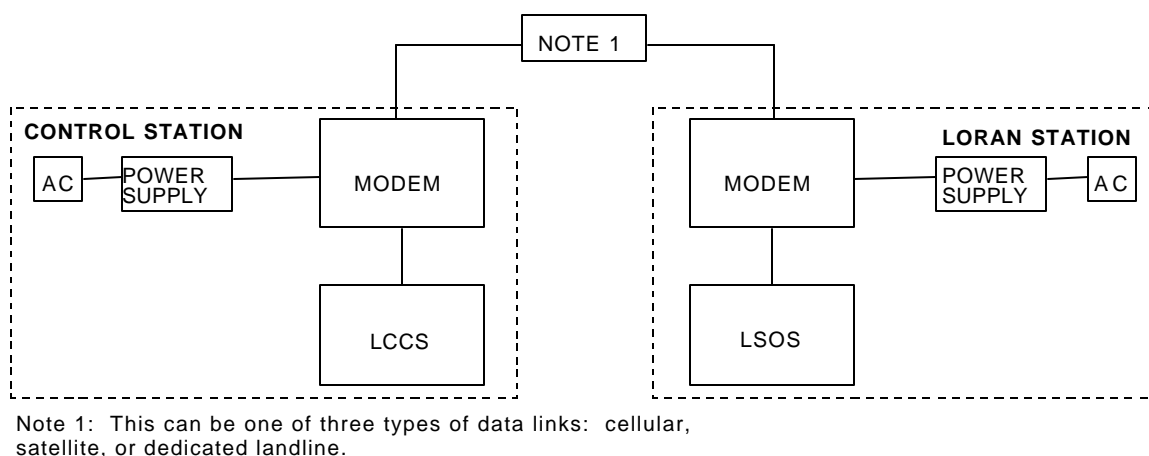 NOTE 1
CONTROL STATION
AC
POWER
SUPPLY
MODEM
LCCS
LORAN STATION
MODEM
POWER
SUPPLY
AC
LSOS
Note 1: This can be one of three types of data links: cellular,
satellite, or dedicated landline.